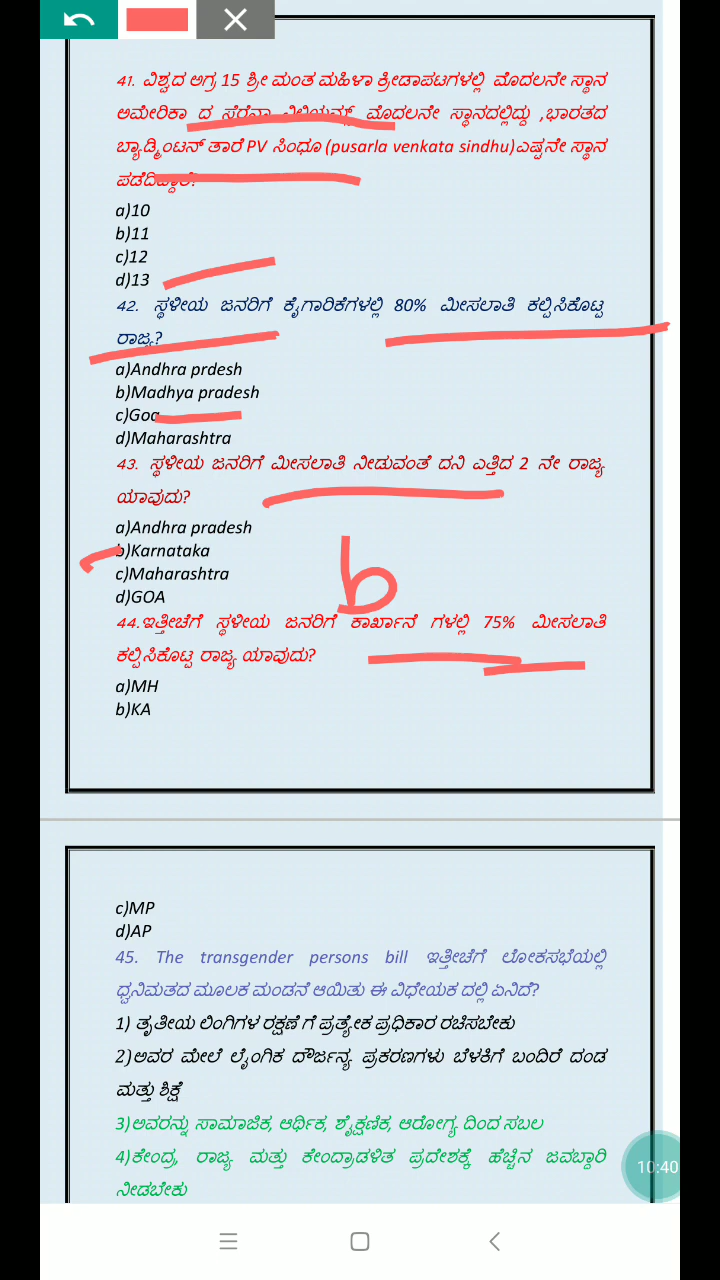 41. ವಿಶ್ವದ ಅಗ್ರ 15 ಶ್ರೀ ಮಂತ ಮಹಿಳಾ ಕ್ರೀಡಾಪಟಗಳಲ್ಲಿ ಮೊದಲನೇ ಸ್ಥಾನ
ಅಮೇರಿಕಾ ದ ಸೆರೆನಾ ವಿಲಿಯಮ್ಸ್ ಮೊದಲನೇ ಸ್ಥಾನದಲ್ಲಿದ್ದು ,ಭಾರತದ
ಬ್ಯಾಡ್ಮಿಂಟನ್ ತಾರೆ PV ಸಿಂಧೂ (pusarla venkata sindhu)ಎಷ್ಟನೇ ಸ್ಥಾನ
ಪಡೆದಿದ್ದಾರೆ?
a)10
b)11
c)12
d)13
42. ಸ್ಥಳೀಯ ಜನರಿಗೆ ಕೈಗಾರಿಕೆಗಳಲ್ಲಿ 80% ಮೀಸಲಾತಿ ಕಲ್ಪಿಸಿಕೊಟ್ಟ
ರಾಜ್ಯ?
a)Andhra prdesh
b)Madhya pradesh
c)Goa
d)Maharashtra
43. ಸ್ಥಳೀಯ ಜನರಿಗೆ ಮೀಸಲಾತಿ ನೀಡುವಂತೆ ದನಿ ಎತ್ತಿದ 2 ನೇ ರಾಜ್ಯ
ಯಾವುದು?
a)Andhra pradesh
b)Karnataka
c)Maharashtra
d)GOA
b
44.ಇತ್ತೀಚೆಗೆ ಸ್ಥಳೀಯ ಜನರಿಗೆ ಕಾರ್ಖಾನೆ ಗಳಲ್ಲಿ 75% ಮೀಸಲಾತಿ
ಕಲ್ಪಿಸಿಕೊಟ್ಟ ರಾಜ್ಯ ಯಾವುದು?
a)MH
b)KA
c)MP
d)AP
45. The transgender persons bill ಇತ್ತೀಚೆಗೆ ಲೋಕಸಭೆಯಲ್ಲಿ
ಧ್ವನಿಮತದ ಮೂಲಕ ಮಂಡನೆ ಆಯಿತು ಈ ವಿಧೇಯಕ ದಲ್ಲಿ ಏನಿದೆ?
1) ತೃತೀಯ ಲಿಂಗಿಗಳ ರಕ್ಷಣೆ ಗೆ ಪ್ರತ್ಯೇಕ ಪ್ರಧಿಕಾರ ರಚಿಸಬೇಕು
2)ಅವರ ಮೇಲೆ ಲೈಂಗಿಕ ದೌರ್ಜನ್ಯ ಪ್ರಕರಣಗಳು ಬೆಳಕಿಗೆ ಬಂದಿರೆ ದಂಡ
ಮತ್ತು ಶಿಕ್ಷೆ
3)ಅವರನ್ನು ಸಾಮಾಜಿಕ, ಆರ್ಥಿಕ, ಶೈಕ್ಷಣಿಕ, ಆರೋಗ್ಯ ದಿಂದ ಸಬಲ
4)ಕೇಂದ್ರ, ರಾಜ್ಯ ಮತ್ತು ಕೇಂದ್ರಾಡಳಿತ ಪ್ರದೇಶಕ್ಕೆ ಹೆಚ್ಚಿನ ಜವಬ್ದಾರಿ
ನೀಡಬೇಕು
10:40